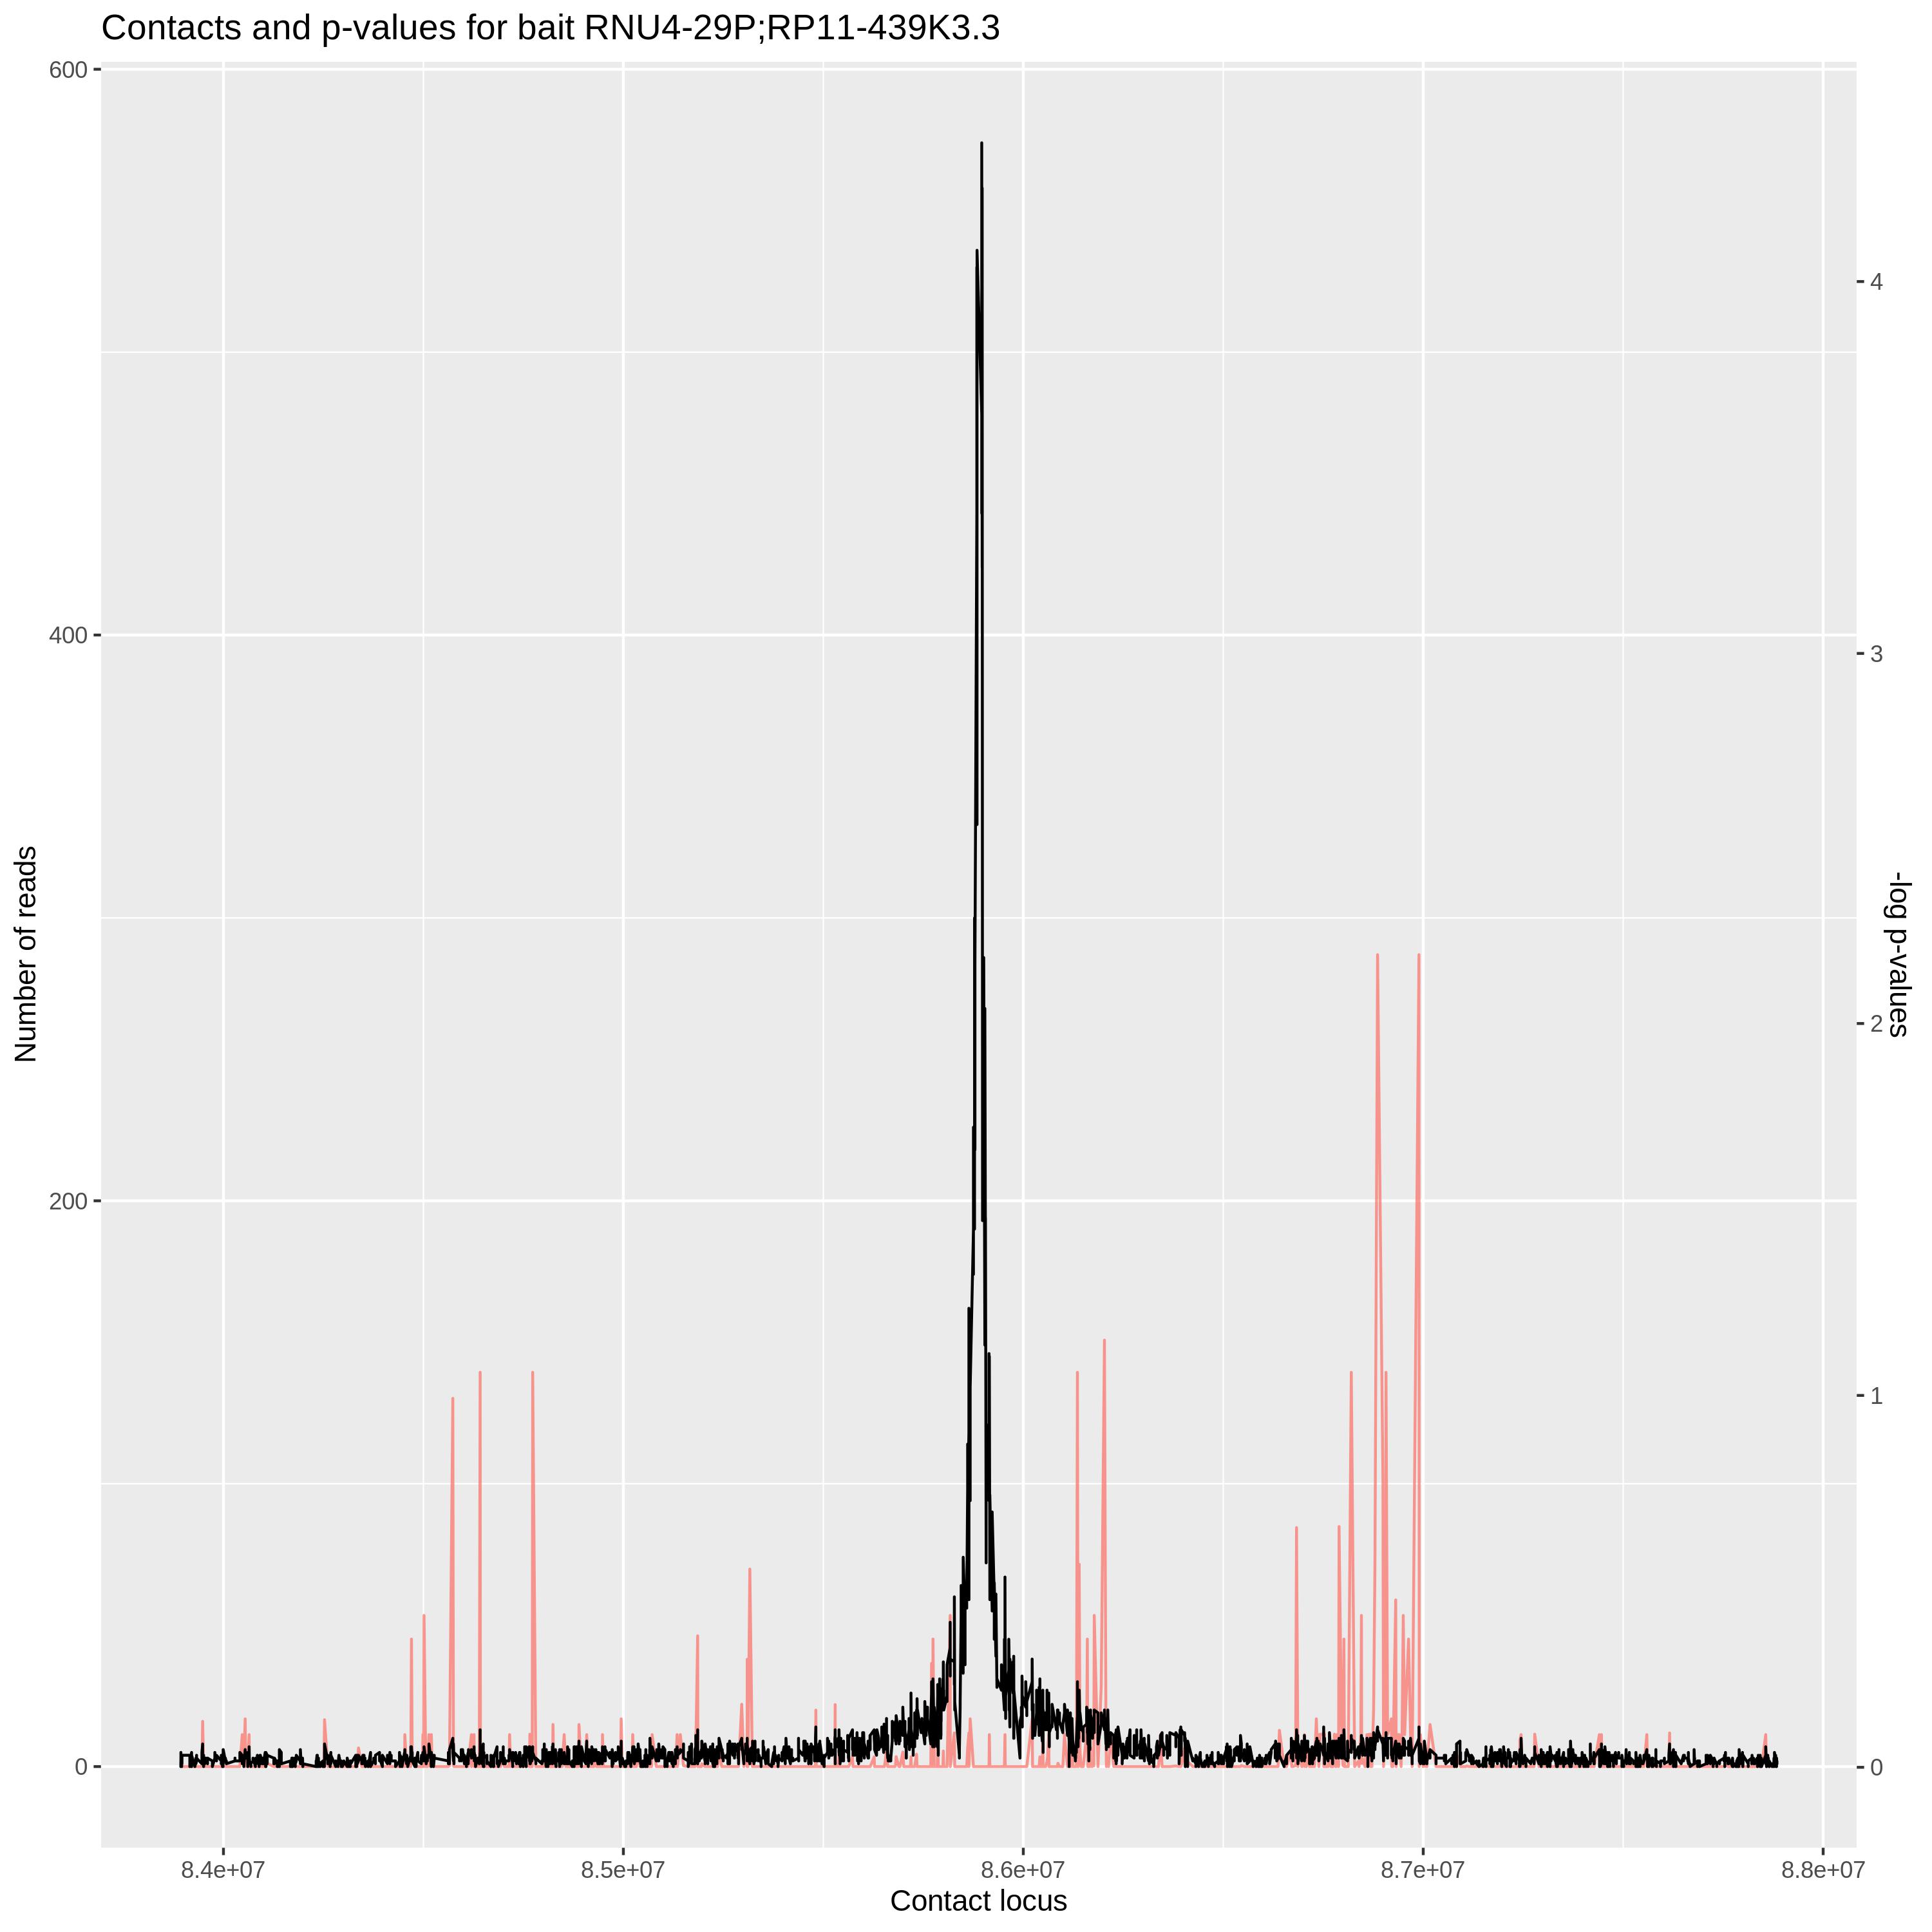 Contacts and p-values for bait RNU4-29P;RP11-439K3.3
600
400
200
0
Number of reads
4
3
2
1
0
-log p-values
8.4e+07
8.5e+07
8.6e+07
8.7e+07
8.8e+07
Contact locus